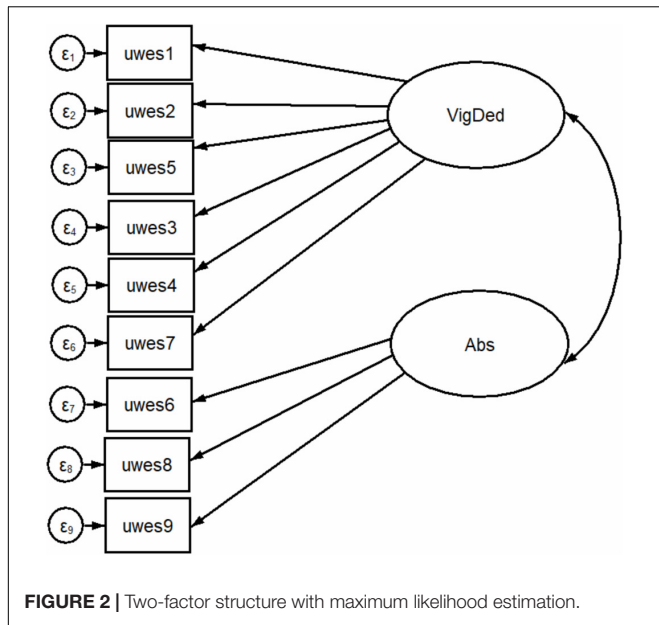 ε1 uwes1
ε2 uwes2
VigDed
ε3 uwes5
ε4 uwes3
ε5 uwes4
ε6 uwes7
Abs
ε7 uwes6
ε8 uwes8
ε9 uwes9
FIGURE 2 | Two-factor structure with maximum likelihood estimation.